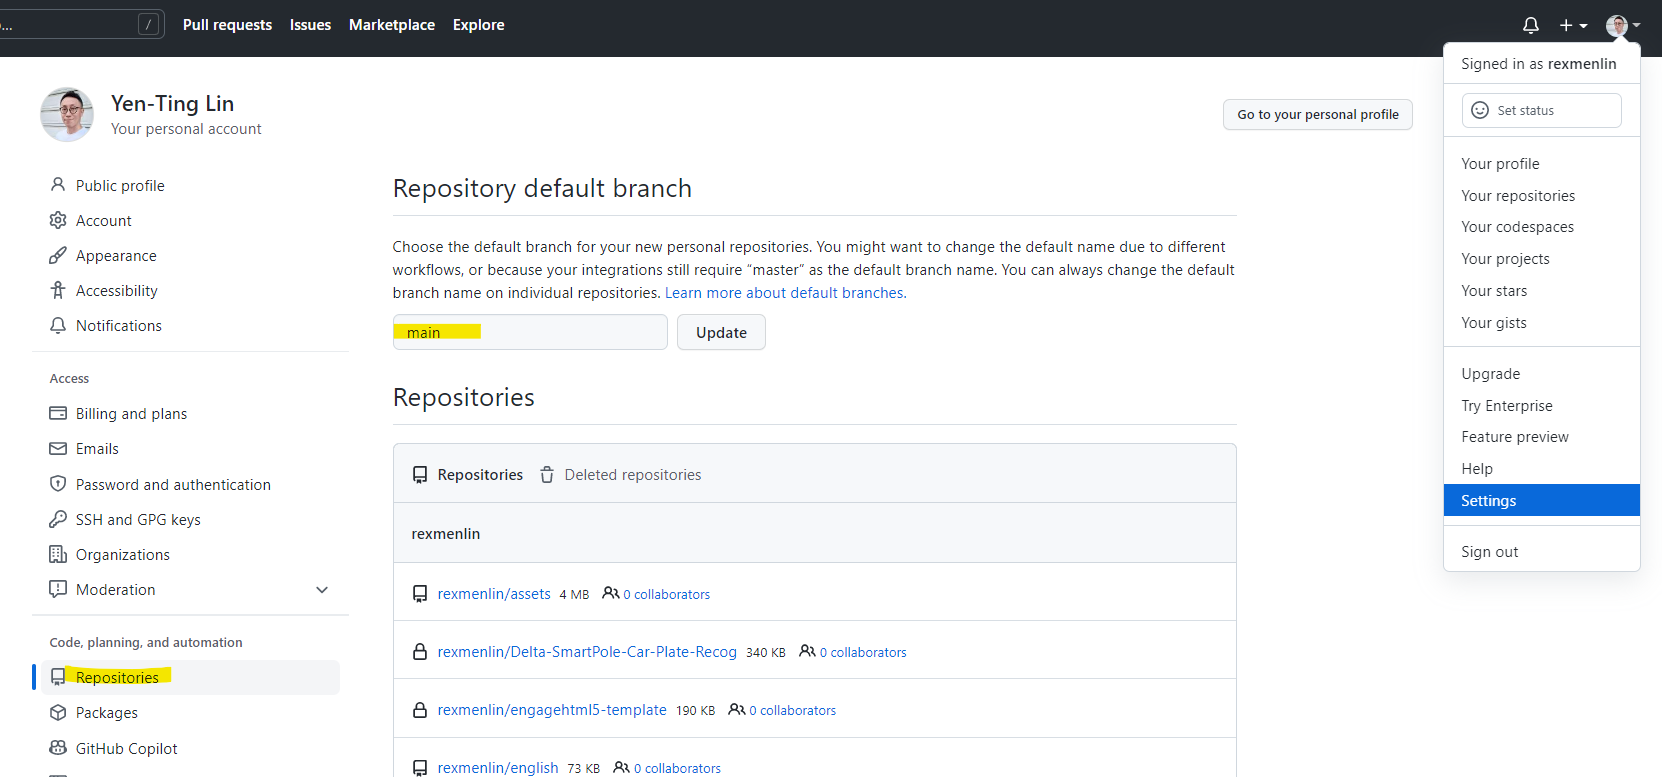 ... /
Pull requests Issues Marketplace Explore
Signed in as rexmenlin
Set status
Your profile
Your repositories
Your codespaces
Your projects
Your stars
Your gists
Upgrade
Try Enterprise
Feature preview
Help
Settings
Sign out
Yen-Ting Lin
Your personal account
Go to your personal profile
Public profile
Account
Appearance
Accessibility
Notifications
Access
Billing and plans
Emails
Password and authentication
SSH and GPG keys
Organizations
Moderation
Code, planning, and automation
Repositories
Packages
GitHub Copilot
Repository default branch
Choose the default branch for your new personal repositories. You might want to change the default name due to different
workflows, or because your integrations still require “master” as the default branch name. You can always change the default
branch name on individual repositories. Learn more about default branches.
main Update
Repositories
Repositories Deleted repositories
rexmenlin
rexmenlin/assets 4 MB 0 collaborators
rexmenlin/Delta-SmartPole-Car-Plate-Recog 340 KB 0 collaborators
rexmenlin/engagehtml5-template 190 KB 0 collaborators
rexmenlin/english 73 KB 0 collaborators